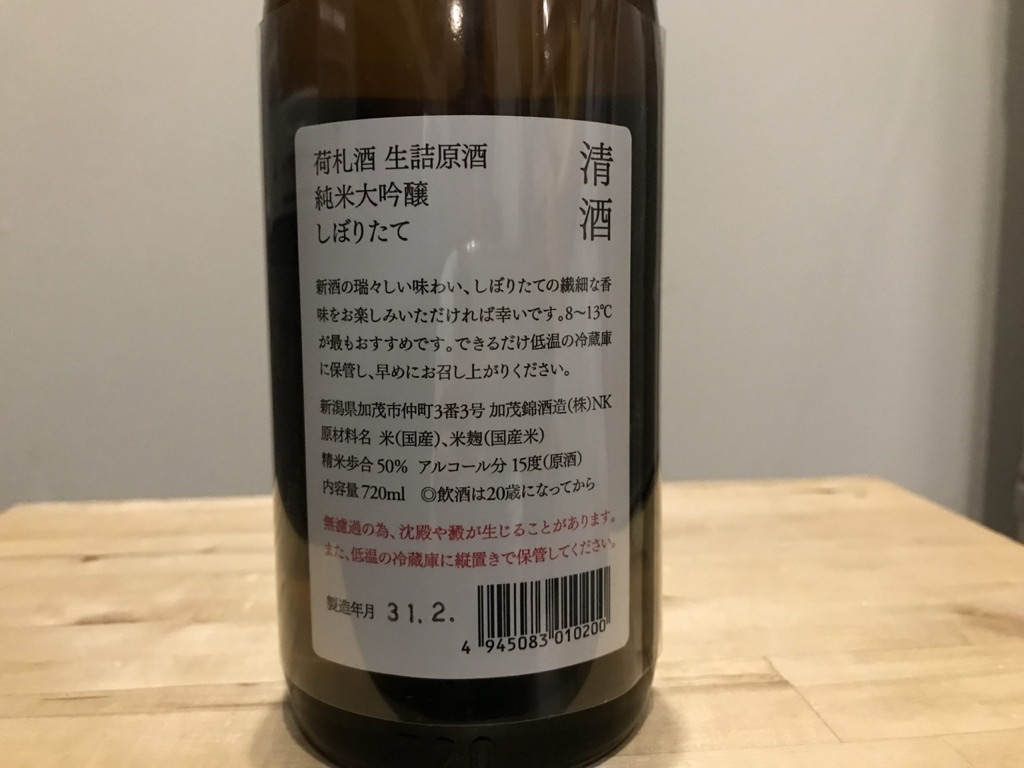 清酒
荷札酒 生詰原酒
純米大吟醸
しぼりたて
新酒の瑞々しい味わい、しぼりたての繊細な香
味をお楽しみいただければ幸いです。8〜13℃
が最もおすすめです。できるだけ低温の冷蔵庫
に保管し、早めにお召し上がりください。
新潟県加茂市仲町3番3号 加茂錦酒造(株)NK
原材料名 米(国産)、米麹(国産米)
精米歩合 50% アルコール分 15度(原酒)
内容量 720ml ◎飲酒は20歳になってから
無濾過の為、沈殿や澱が生じることがあります。
また、低温の冷蔵庫に縦置きで保管してください。
製造年月 31.2.
4 945083 010200